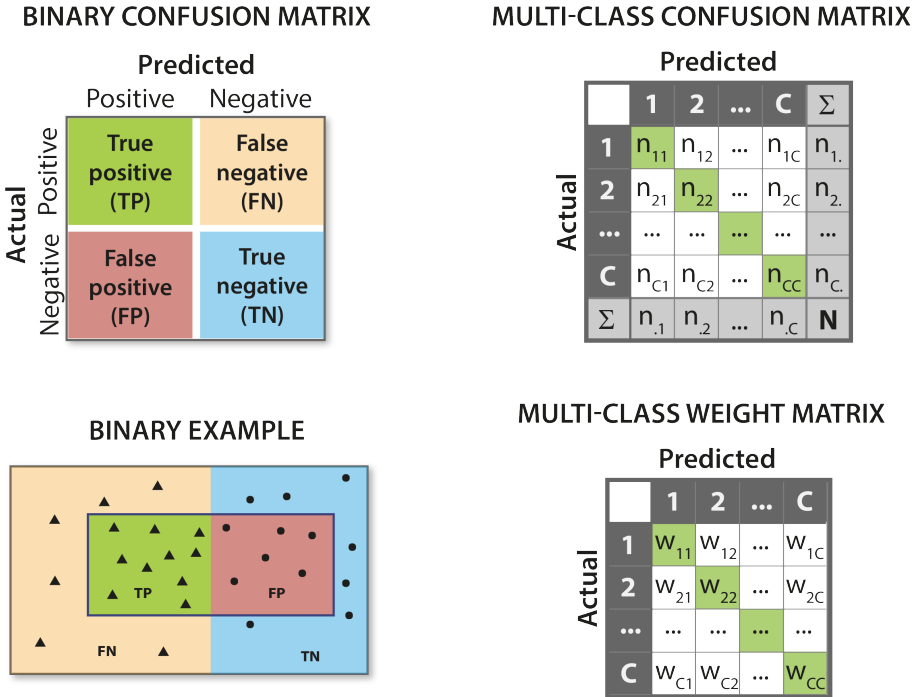 BINARY CONFUSION MATRIX
Predicted
Positive Negative
Actual
Positive
Negative
True
positive
(TP)
False
negative
(FN)
False
positive
(FP)
True
negative
(TN)
MULTI-CLASS CONFUSION MATRIX
Predicted
Actual
1 2 ... C Σ
1 n11 n12 ... n1C n1.
2 n21 n22 ... n2C n2.
... ... ... ... ... ...
C nC1 nC2 ... nCC nC.
Σ n.1 n.2 ... n.C N
BINARY EXAMPLE
TP
FP
FN
TN
MULTI-CLASS WEIGHT MATRIX
Predicted
Actual
1 2 ... C
1 w11 w12 ... w1C
2 w21 w22 ... w2C
... ... ... ... ...
C wC1 wC2 ... wCC